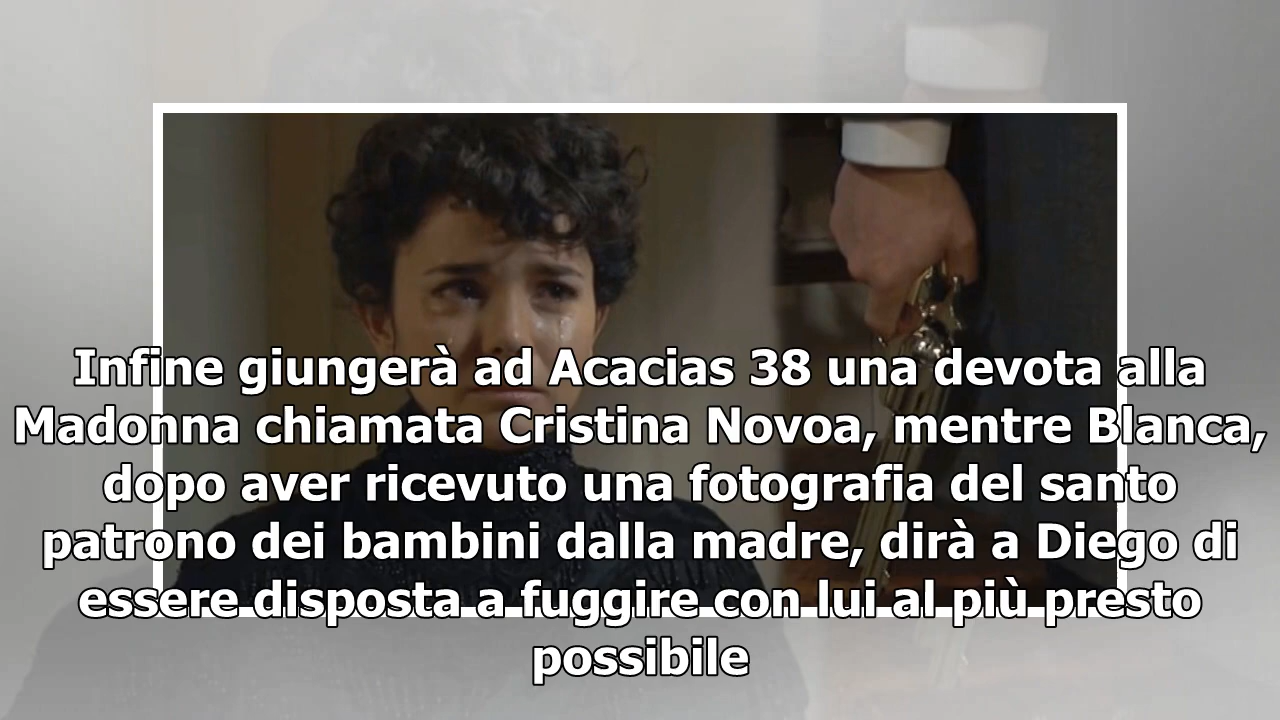 Infine giungerà ad Acacias 38 una devota alla
Madonna chiamata Cristina Novoa, mentre Blanca,
dopo aver ricevuto una fotografia del santo
patrono dei bambini dalla madre, dirà a Diego di
essere disposta a fuggire con lui al più presto
possibile